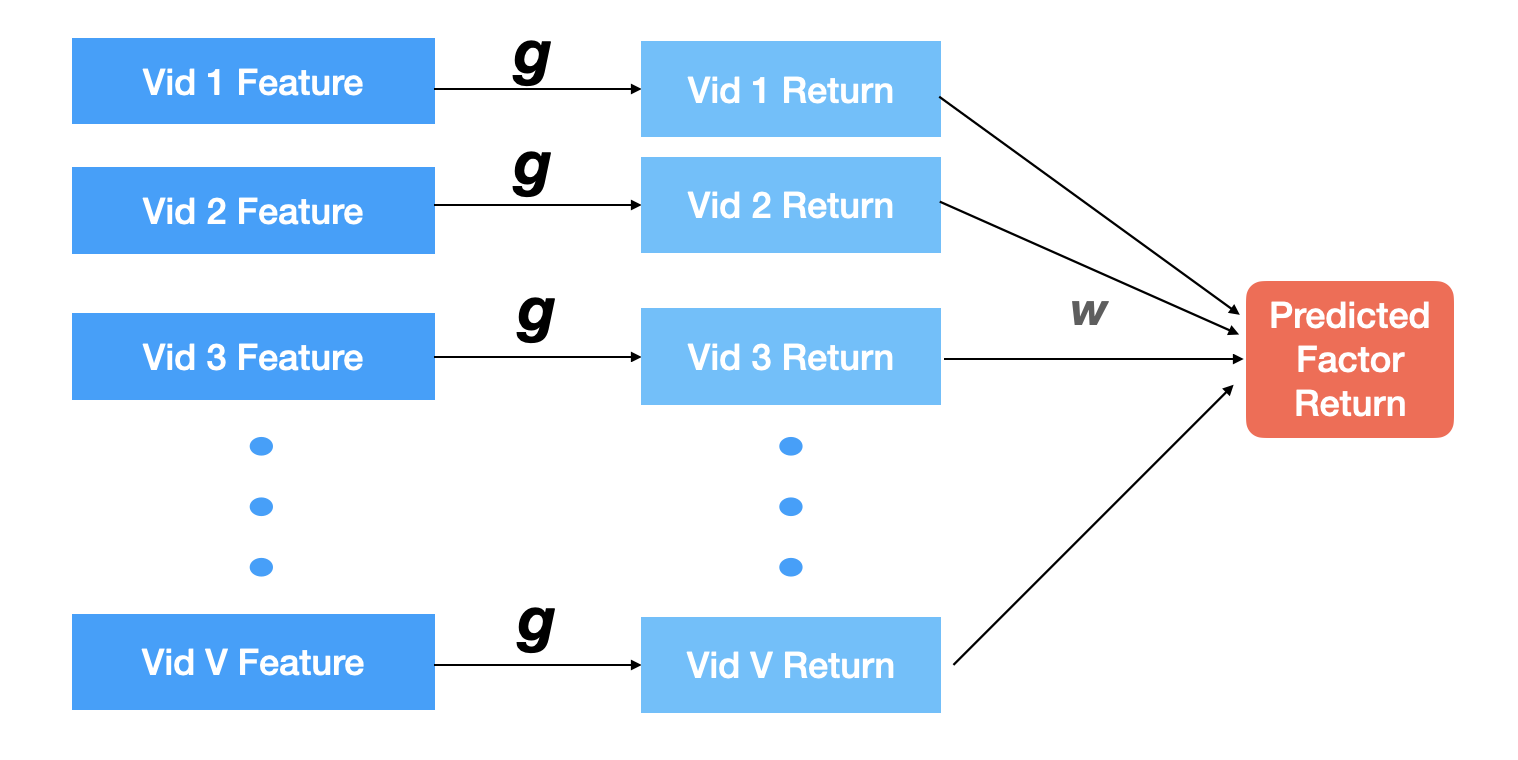 Vid 1 Feature
g
Vid 1 Return
Vid 2 Feature
g
Vid 2 Return
Vid 3 Feature
g
Vid 3 Return
w
Predicted
Factor
Return
Vid V Feature
g
Vid V Return